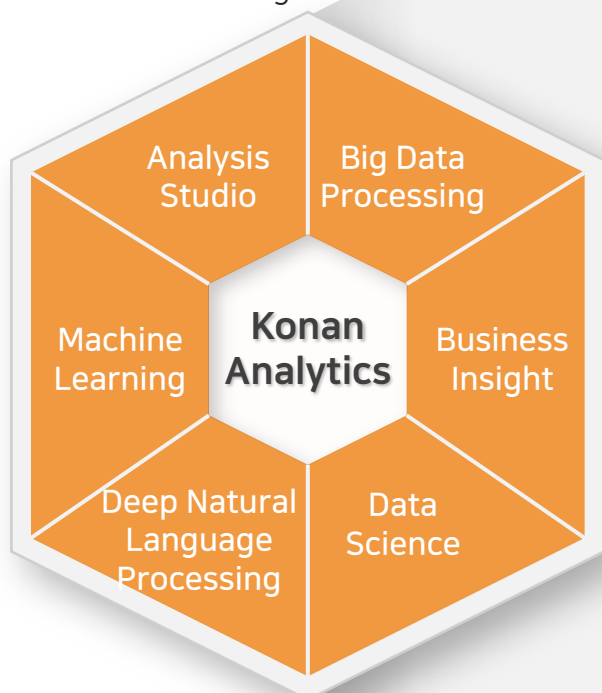 Analysis
Studio
Big Data
Processing
Konan
Analytics
Machine
Learning
Business
Insight
Deep Natural
Language
Processing
Data
Science